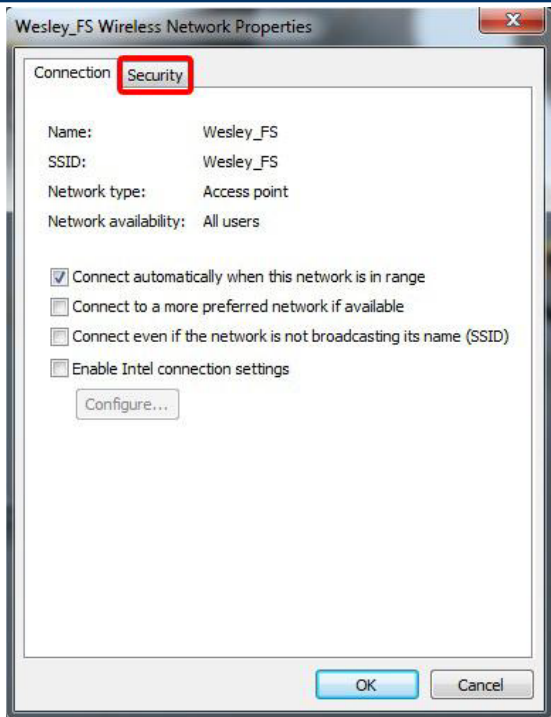 Wesley_FS Wireless Network Properties
Connection Security
Name: Wesley_FS
SSID: Wesley_FS
Network type: Access point
Network availability: All users
Connect automatically when this network is in range
Connect to a more preferred network if available
Connect even if the network is not broadcasting its name (SSID)
Enable Intel connection settings
Configure...
OK Cancel